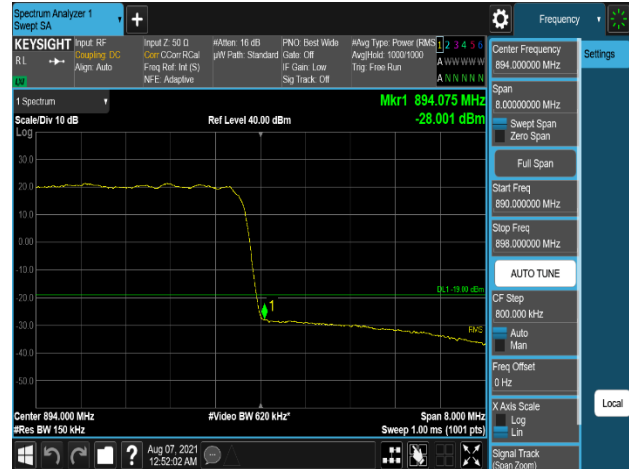 Spectrum Analyzer 1
Swept SA
Frequency
KEYSIGHT
RL
Input: RF
Coupling: DC
Align: Auto
Input Z: 50 Ω
Corr CCorr RCal
Freq Ref: Int (S)
NFE: Adaptive
#Atten: 16 dB
µW Path: Standard
PNO: Best Wide
Gate: Off
IF Gain: Low
Sig Track: Off
#Avg Type: Power (RMS)
Avg|Hold: 1000/1000
Trig: Free Run
1 2 3 4 5 6
A W W W W W
A N N N N N
1 Spectrum
Scale/Div 10 dB
Log
Ref Level 40.00 dBm
Mkr1 894.075 MHz
-28.001 dBm
30.0
20.0
10.0
0.00
-10.0
-20.0
-30.0
-40.0
-50.0
DL1 -19.00 dBm
1
RMS
Center 894.000 MHz
#Res BW 150 kHz
#Video BW 620 kHz*
Span 8.000 MHz
Sweep 1.00 ms (1001 pts)
Aug 07, 2021
12:52:02 AM
Center Frequency
894.000000 MHz
Span
8.00000000 MHz
Swept Span
Zero Span
Full Span
Start Freq
890.000000 MHz
Stop Freq
898.000000 MHz
AUTO TUNE
CF Step
800.000 kHz
Auto
Man
Freq Offset
0 Hz
X Axis Scale
Log
Lin
Signal Track
(Span Zoom)
Settings
Local